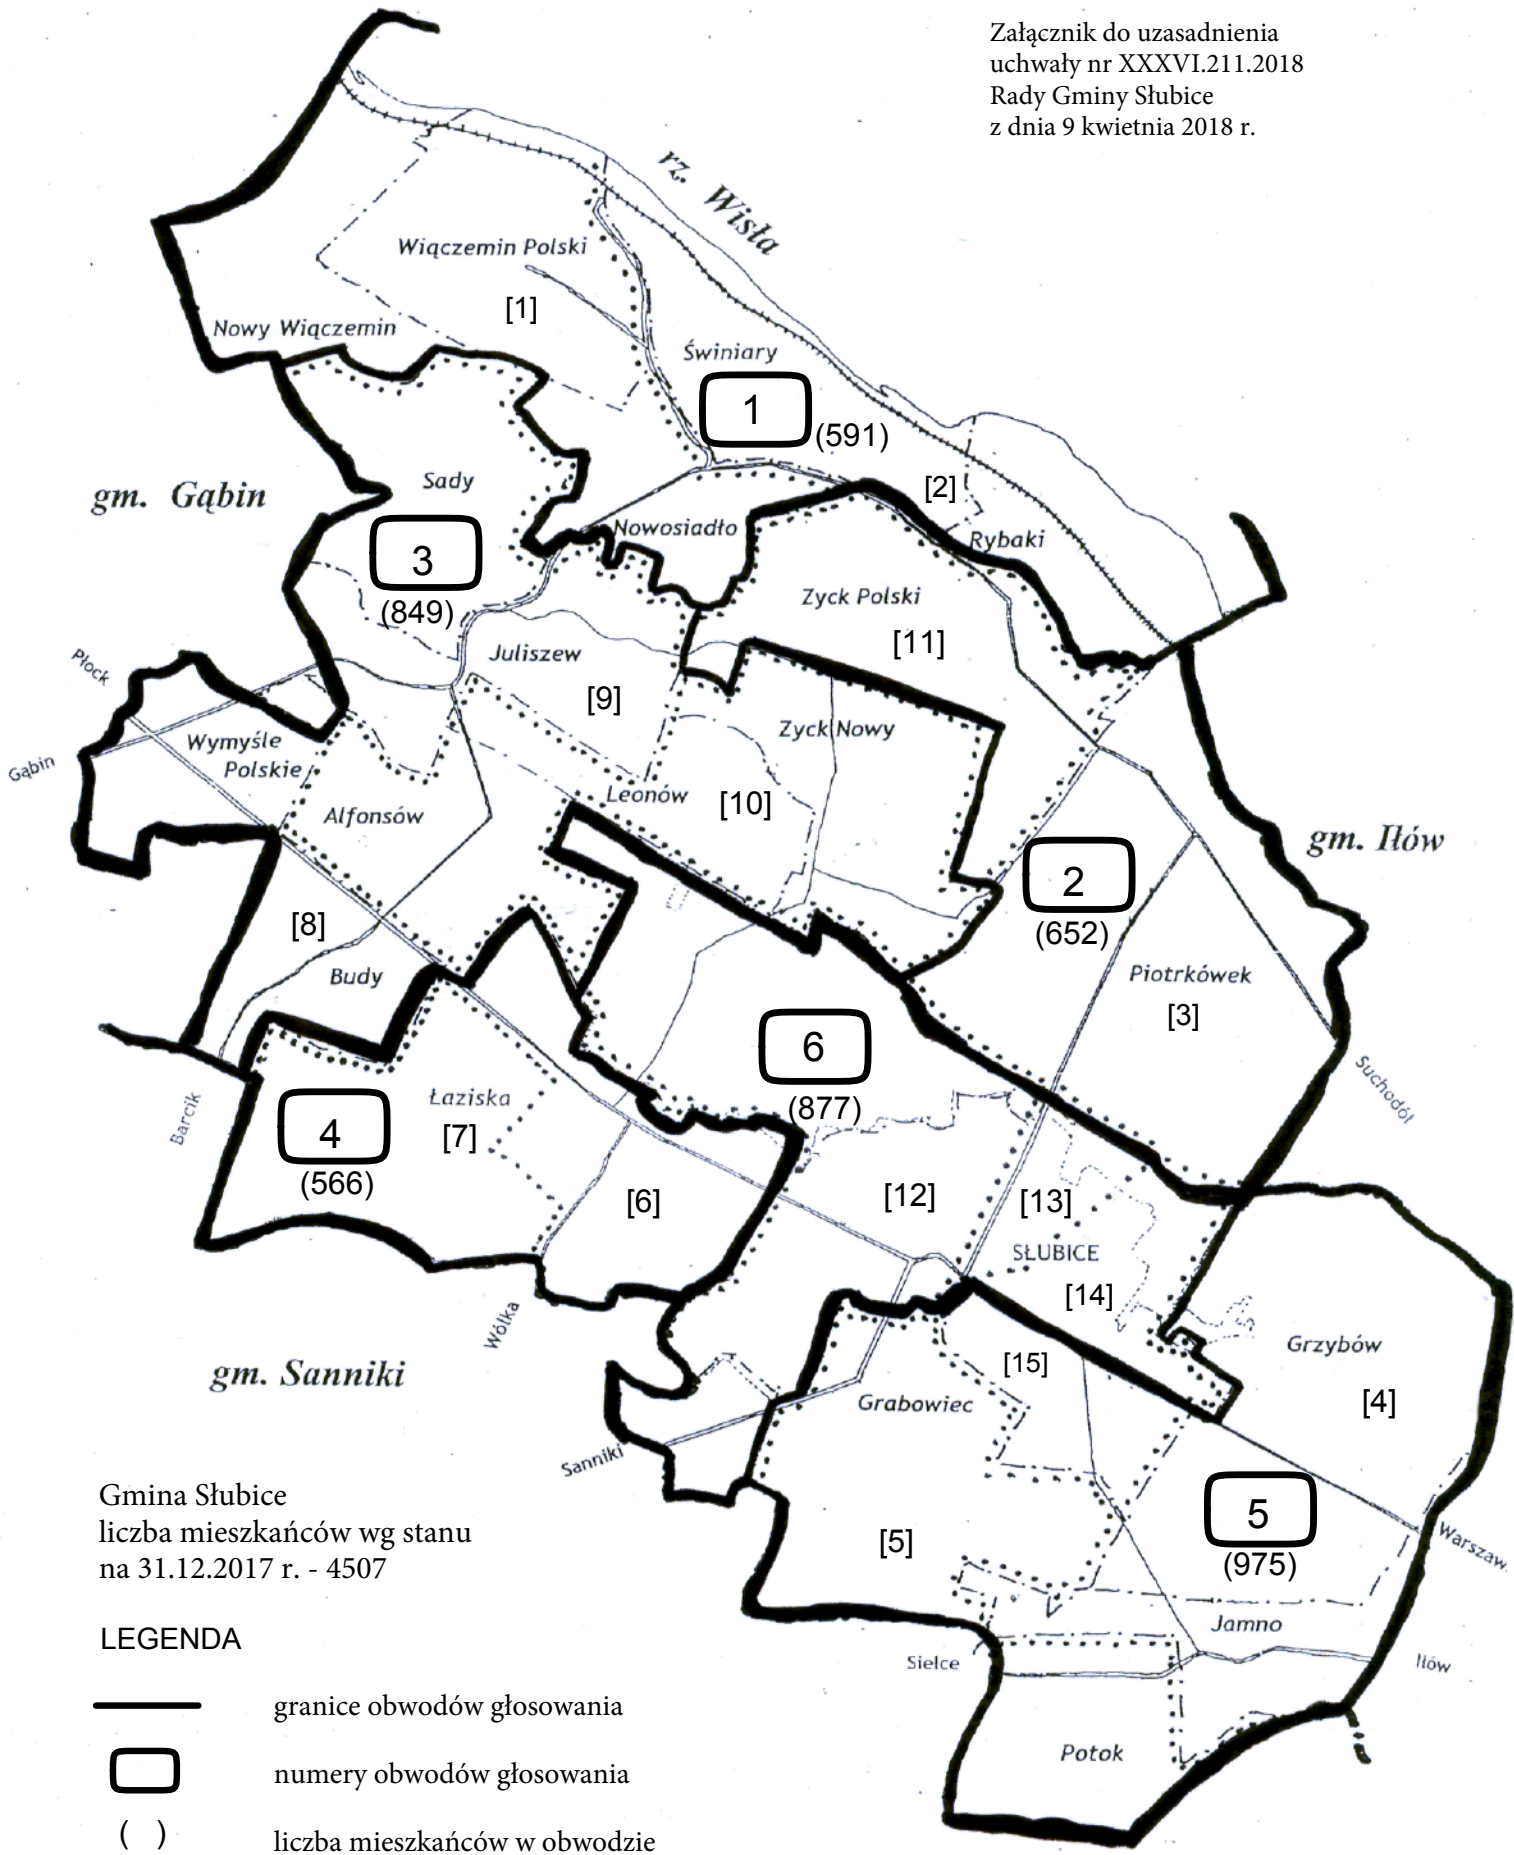 Załącznik do uzasadnienia
uchwały nr XXXVI.211.2018
Rady Gminy Słubice
z dnia 9 kwietnia 2018 r.
rz. Wisła
Wiączemin Polski
[1]
Nowy Wiączemin
Świniary
1
(591)
Sady
gm. Gąbin
[2]
Nowosiadło
Rybaki
3
(849)
Zyck Polski
[11]
Juliszew
Płock
[9]
Zyck Nowy
Wymyśle
Polskie
Gąbin
Leonów
[10]
Alfonsów
gm. Iłów
2
(652)
[8]
Budy
Piotrkówek
[3]
6
(877)
Suchodół
Łaziska
Barcik
4
[7]
(566)
[6]
[12]
[13]
SŁUBICE
[14]
Wólka
Grzybów
[15]
gm. Sanniki
Grabowiec
[4]
Sanniki
Gmina Słubice
liczba mieszkańców wg stanu
na 31.12.2017 r. - 4507
5
(975)
[5]
Warszaw
Jamno
LEGENDA
Sielce
Iłów
granice obwodów głosowania
Potok
numery obwodów głosowania
( )
liczba mieszkańców w obwodzie